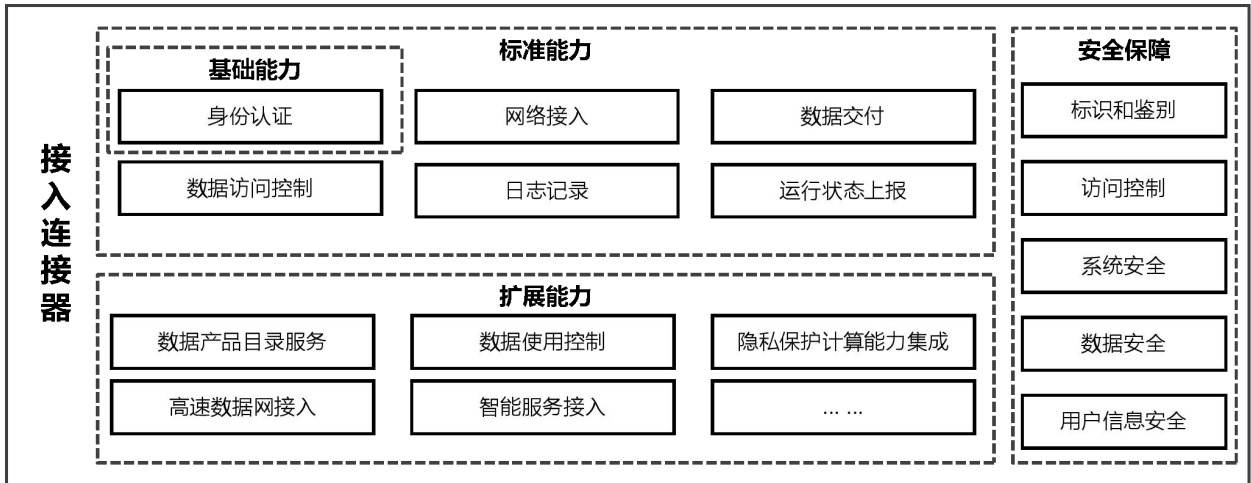 接入连接器
标准能力
基础能力
身份认证
网络接入
数据交付
数据访问控制
日志记录
运行状态上报
扩展能力
数据产品目录服务
数据使用控制
隐私保护计算能力集成
高速数据网接入
智能服务接入
... ...
安全保障
标识和鉴别
访问控制
系统安全
数据安全
用户信息安全